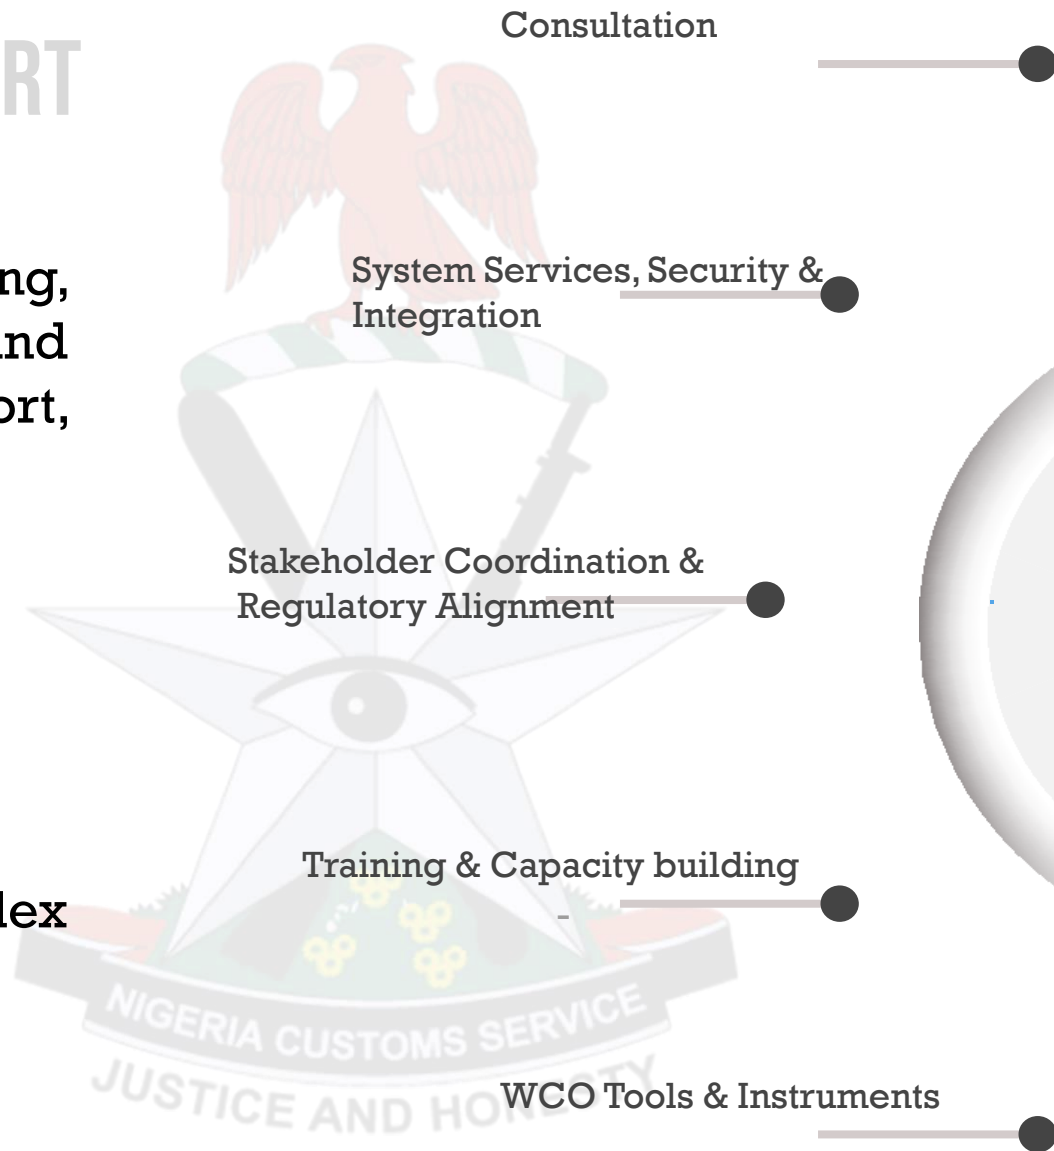 RT
ng,
nd
ort,
lex
Consultation
System Services, Security &
Integration
Stakeholder Coordination &
Regulatory Alignment
Training & Capacity building
-
WCO Tools & Instruments
NIGERIA CUSTOMS SERVICE
JUSTICE AND HONESTY